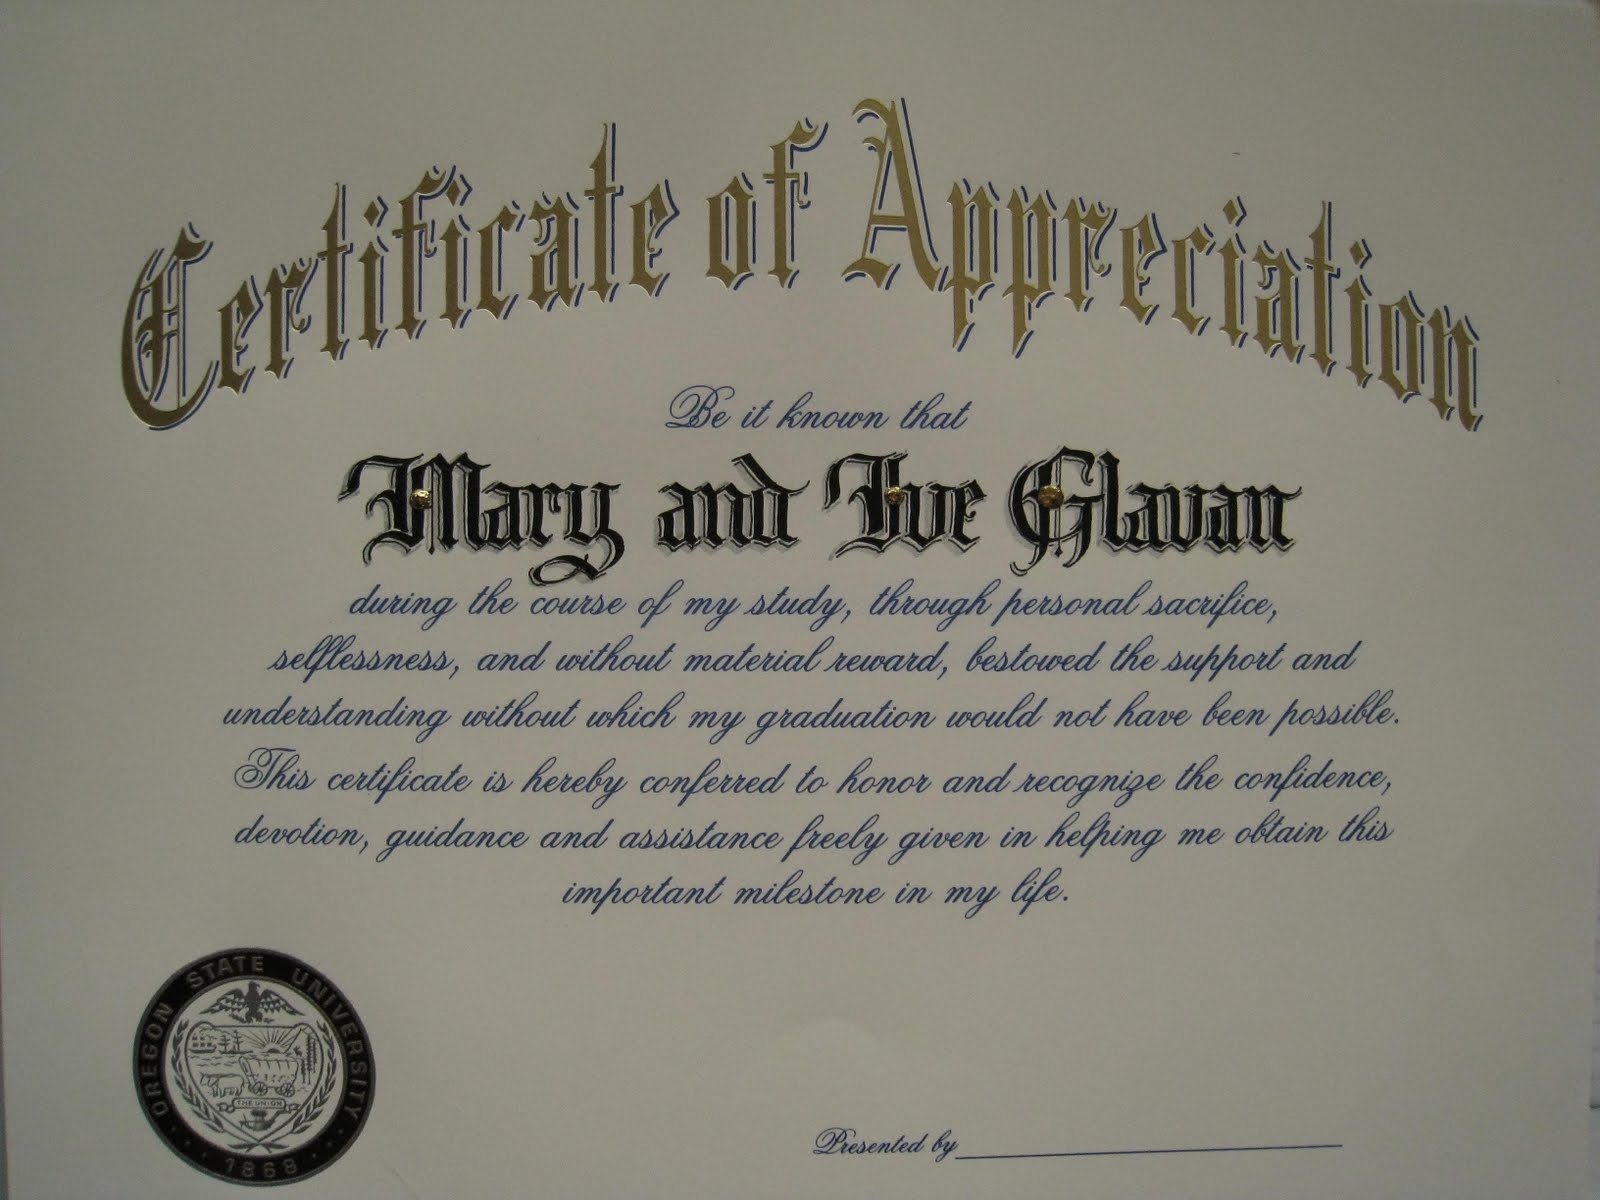 Certificate of Appreciation
Be it known that
Mary and Ive Glavan
during the course of my study, through personal sacrifice,
selflessness, and without material reward, bestowed the support and
understanding without which my graduation would not have been possible.
This certificate is hereby conferred to honor and recognize the confidence,
devotion, guidance and assistance freely given in helping me obtain this
important milestone in my life.
OREGON STATE UNIVERSITY
THE UNION
1868
Presented by